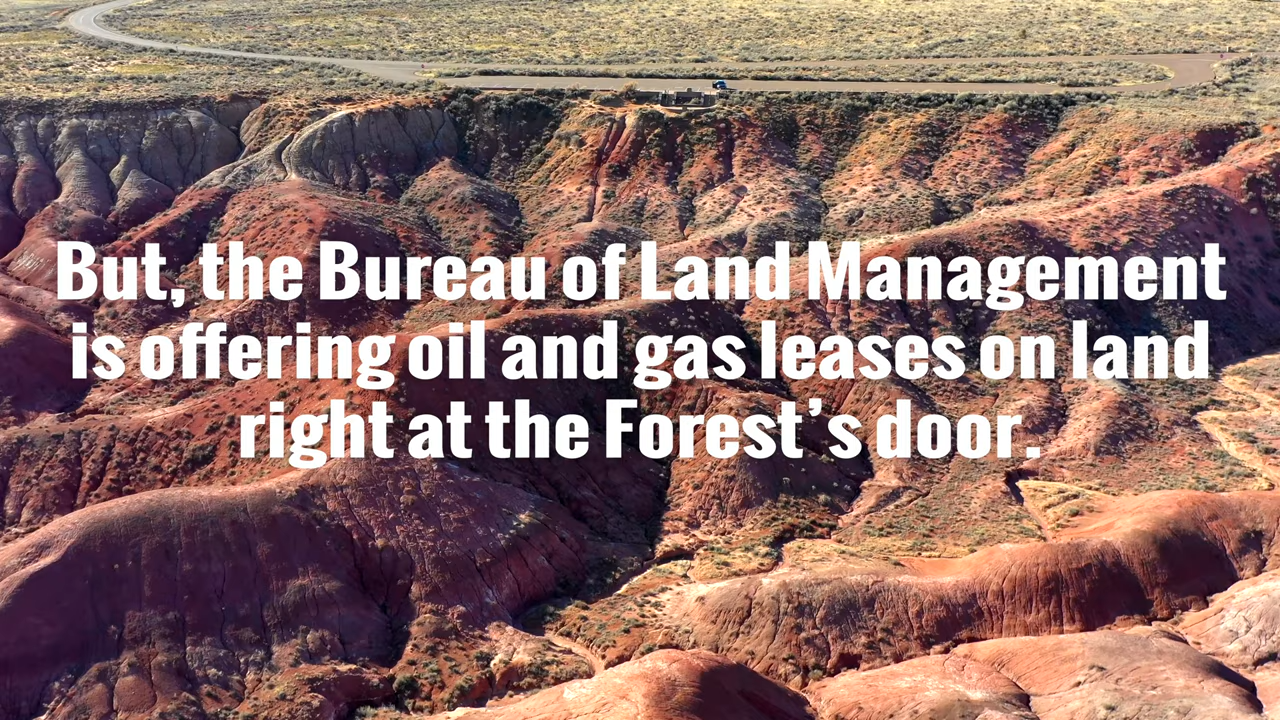 But, the Bureau of Land Management
is offering oil and gas leases on land
right at the Forest’s door.